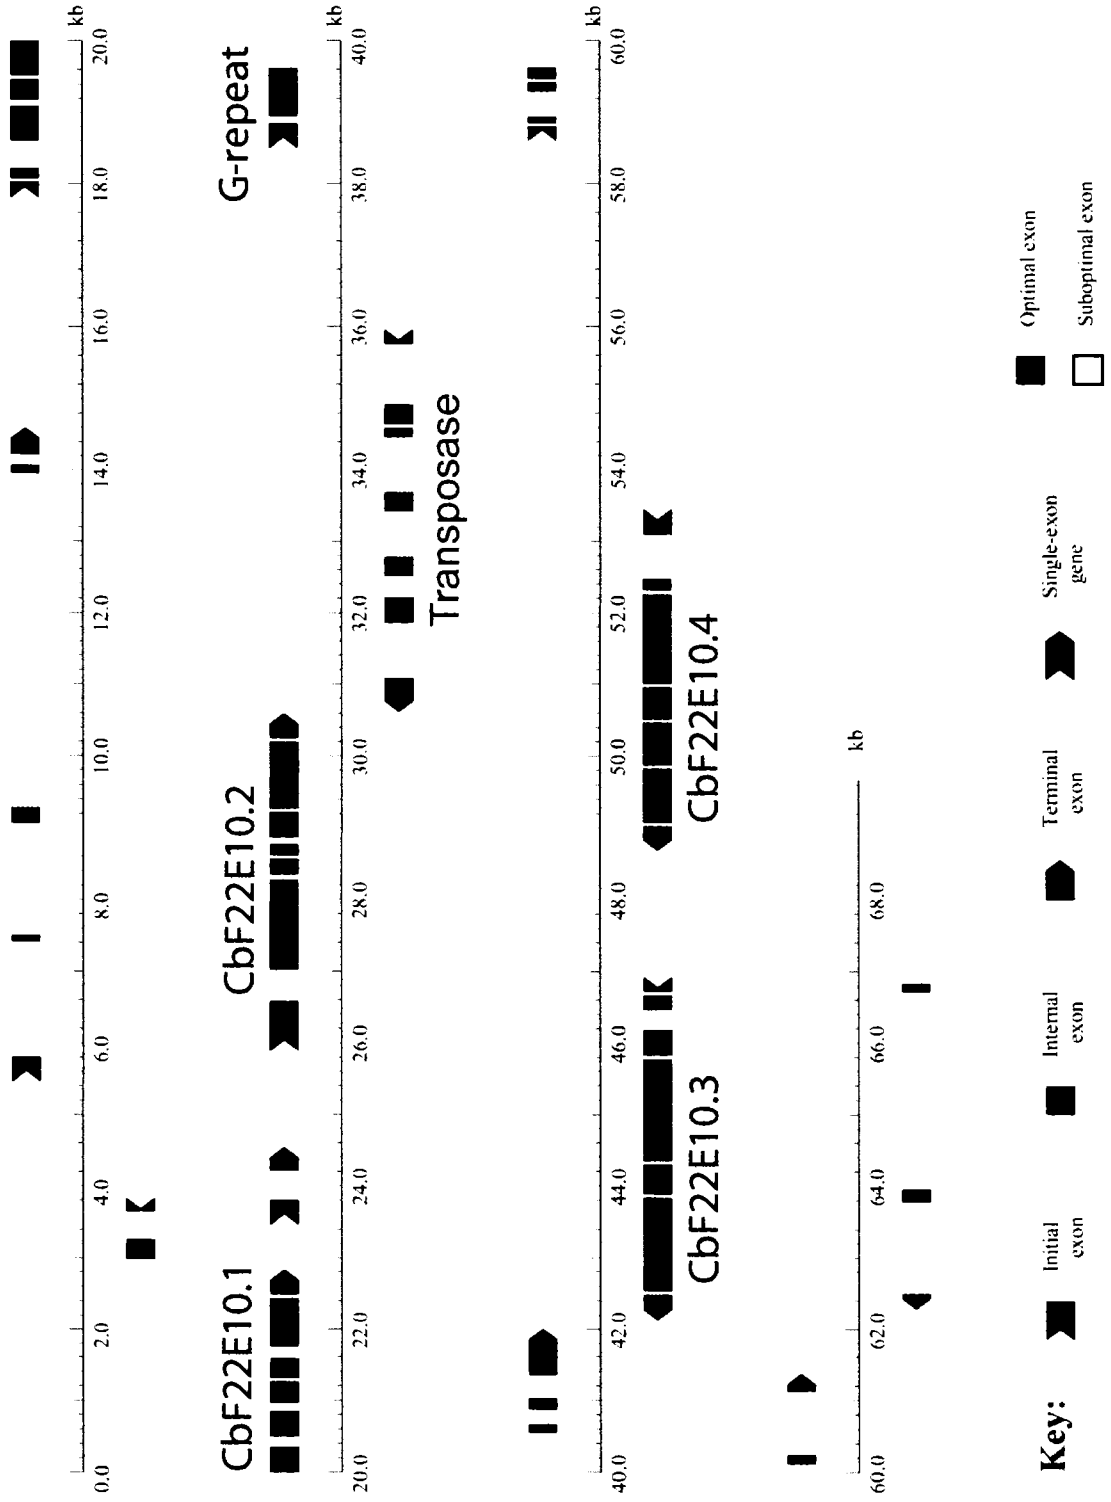 kb
0.0 2.0 4.0 6.0 8.0 10.0 12.0 14.0 16.0 18.0 20.0
CbF22E10.1 CbF22E10.2 G-repeat
kb
20.0 22.0 24.0 26.0 28.0 30.0 32.0 34.0 36.0 38.0 40.0
Transposase
kb
40.0 42.0 44.0 46.0 48.0 50.0 52.0 54.0 56.0 58.0 60.0
CbF22E10.3 CbF22E10.4
kb
60.0 62.0 64.0 66.0 68.0
Key:
Initial exon
Internal exon
Terminal exon
Single-exon gene
Optimal exon
Suboptimal exon